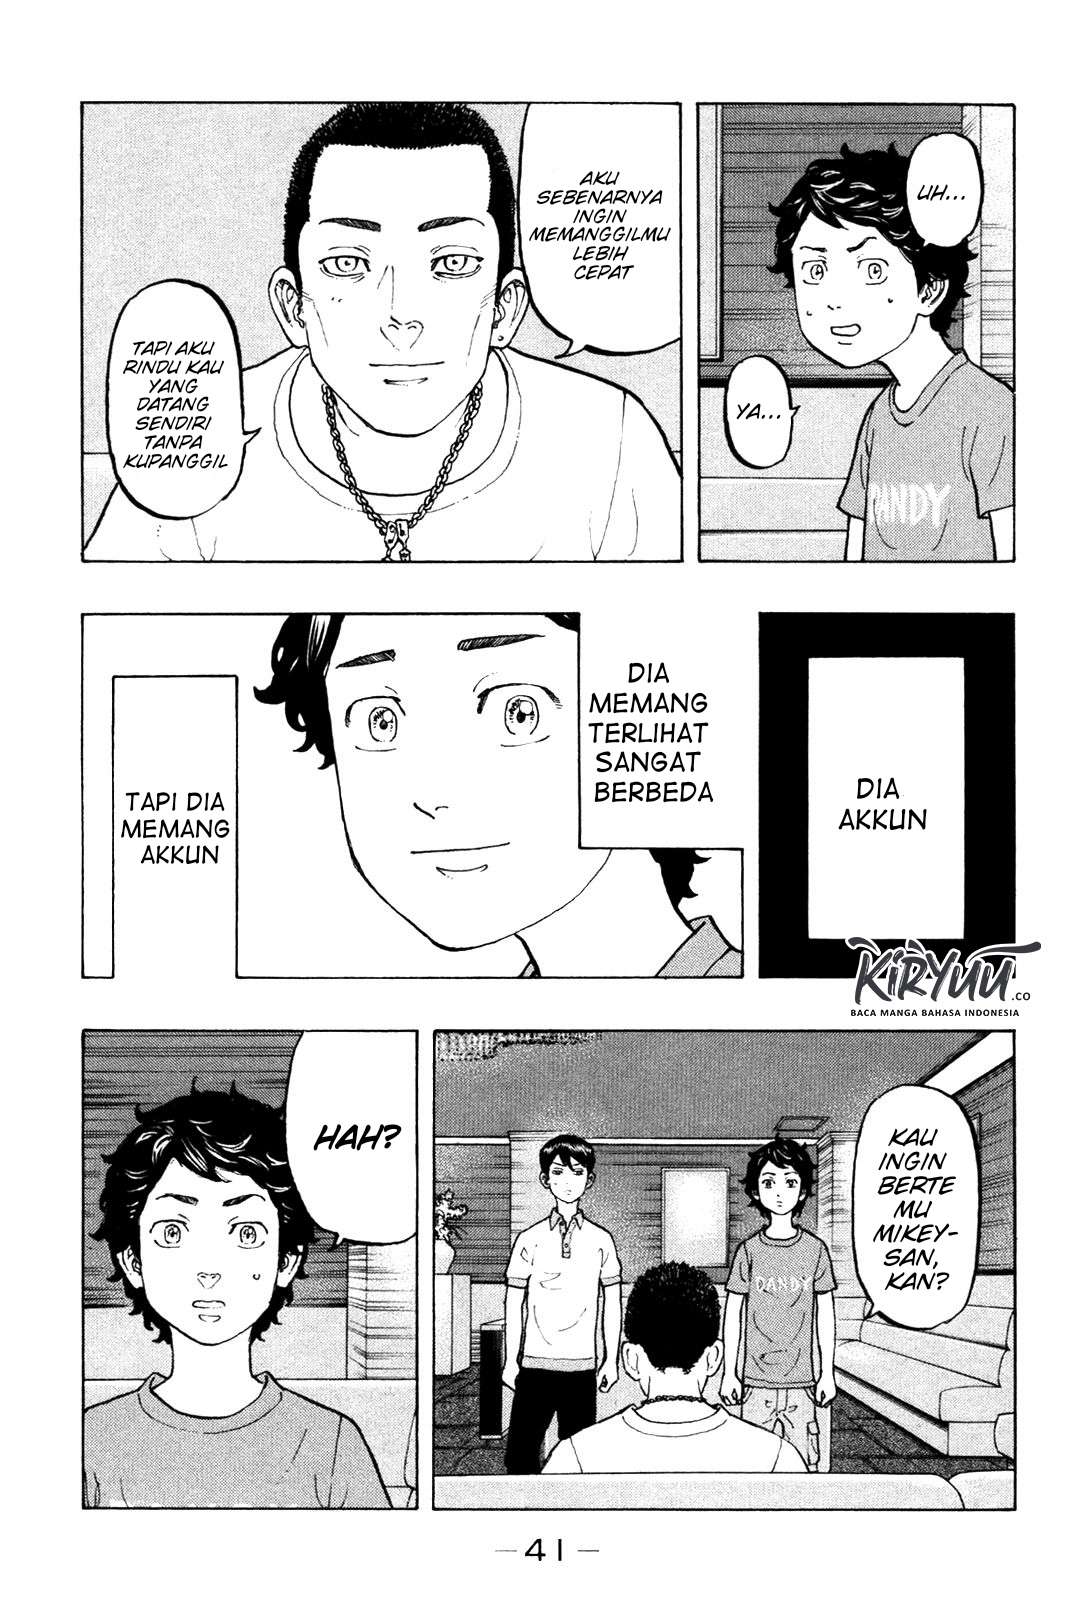 UH...
YA...
AKU
SEBENARNYA
INGIN
MEMANGGILMU
LEBIH
CEPAT
TAPI AKU
RINDU KAU
YANG
DATANG
SENDIRI
TANPA
KUPANGGIL
DANDY
DIA
AKKUN
DIA
MEMANG
TERLIHAT
SANGAT
BERBEDA
TAPI DIA
MEMANG
AKKUN
KIRYUU.CO
BACA MANGA BAHASA INDONESIA
KAU
INGIN
BERTE
MU
MIKEY-
SAN,
KAN?
DANDY
HAH?
— 41 —